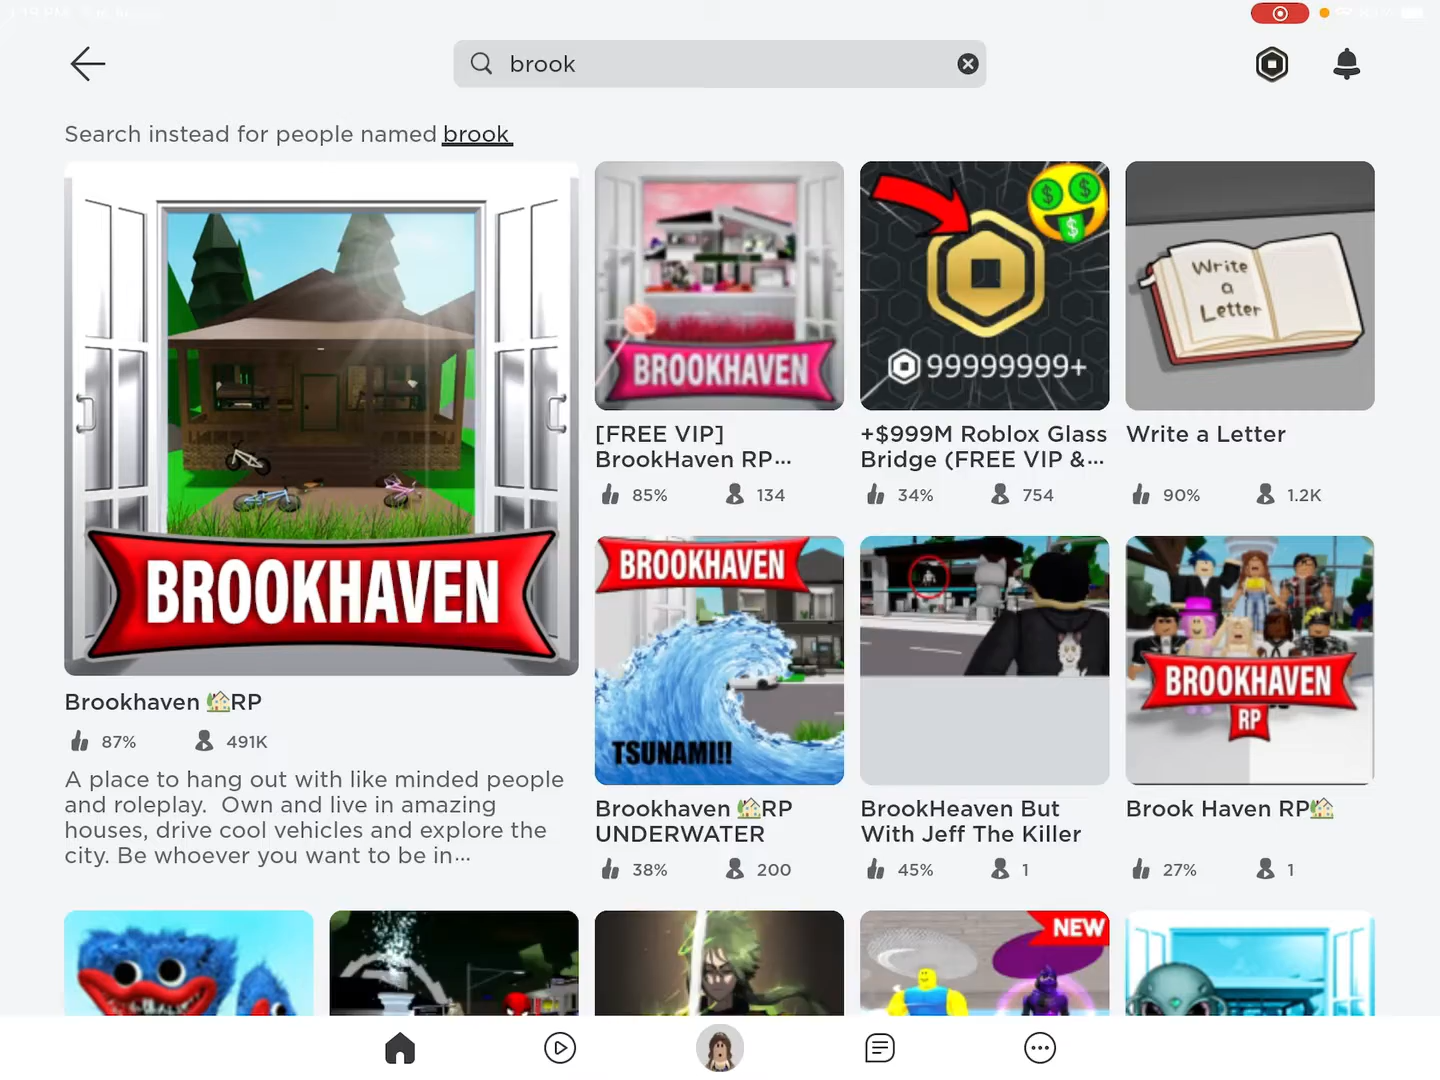 brook
Search instead for people named brook
BROOKHAVEN
Brookhaven 🏡RP
87%
491K
A place to hang out with like minded people
and roleplay.  Own and live in amazing
houses, drive cool vehicles and explore the
city. Be whoever you want to be in...
BROOKHAVEN
[FREE VIP]
BrookHaven RP...
85%
134
99999999+
+$999M Roblox Glass
Bridge (FREE VIP &...
34%
754
Write
a
Letter
Write a Letter
90%
1.2K
BROOKHAVEN
TSUNAMI!!
Brookhaven 🏡RP
UNDERWATER
38%
200
BrookHeaven But
With Jeff The Killer
45%
1
BROOKHAVEN
RP
Brook Haven RP🏡
27%
1
NEW